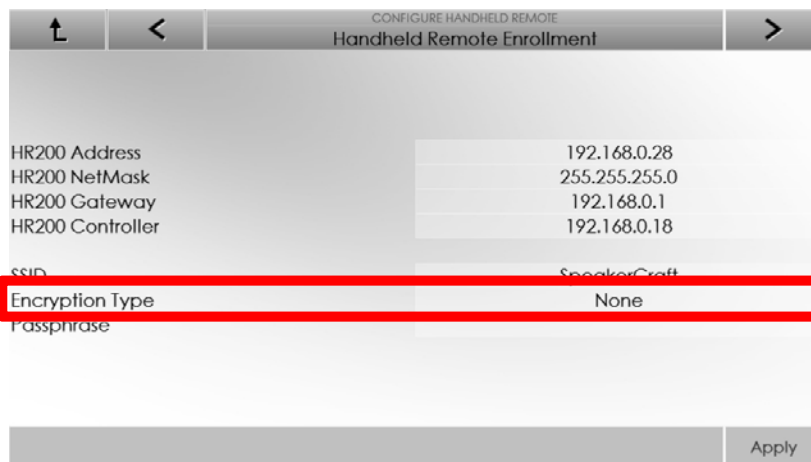 CONFIGURE HANDHELD REMOTE
Handheld Remote Enrollment
HR200 Address 192.168.0.28
HR200 NetMask 255.255.255.0
HR200 Gateway 192.168.0.1
HR200 Controller 192.168.0.18
SSID SpeakerCraft
Encryption Type None
Passphrase
Apply